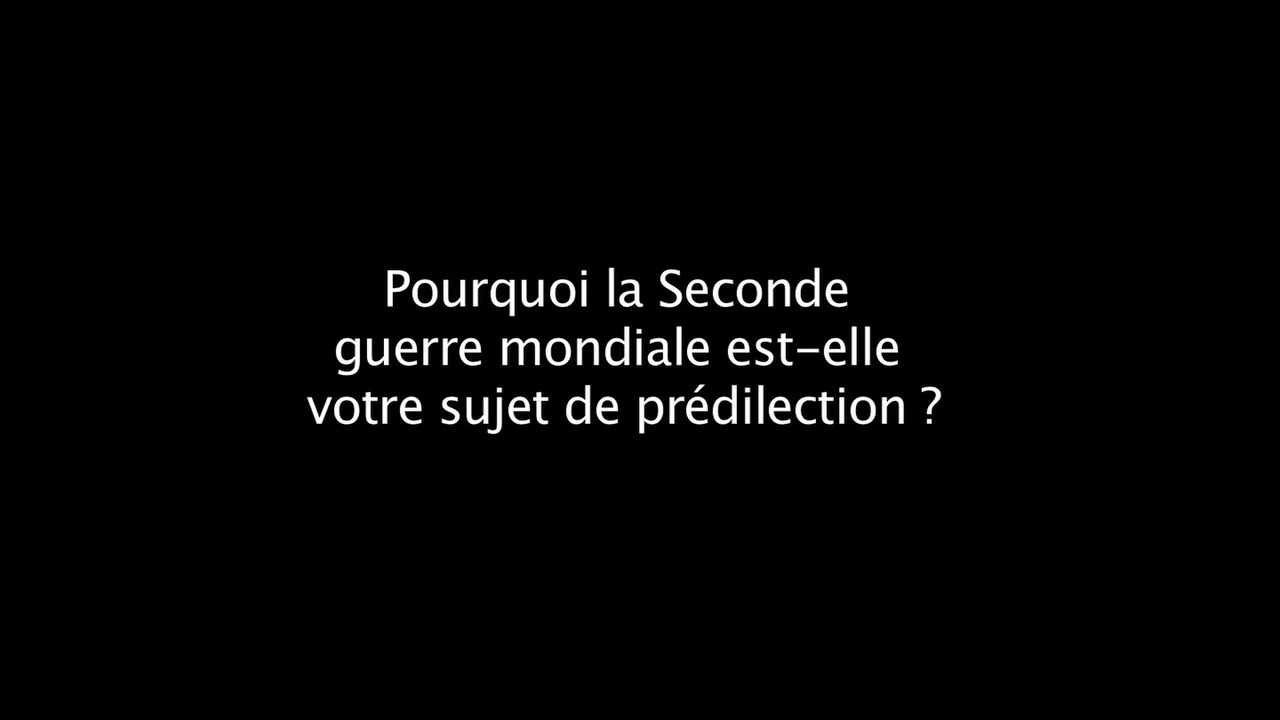 Pourquoi la Seconde
guerre mondiale est-elle
votre sujet de prédilection ?